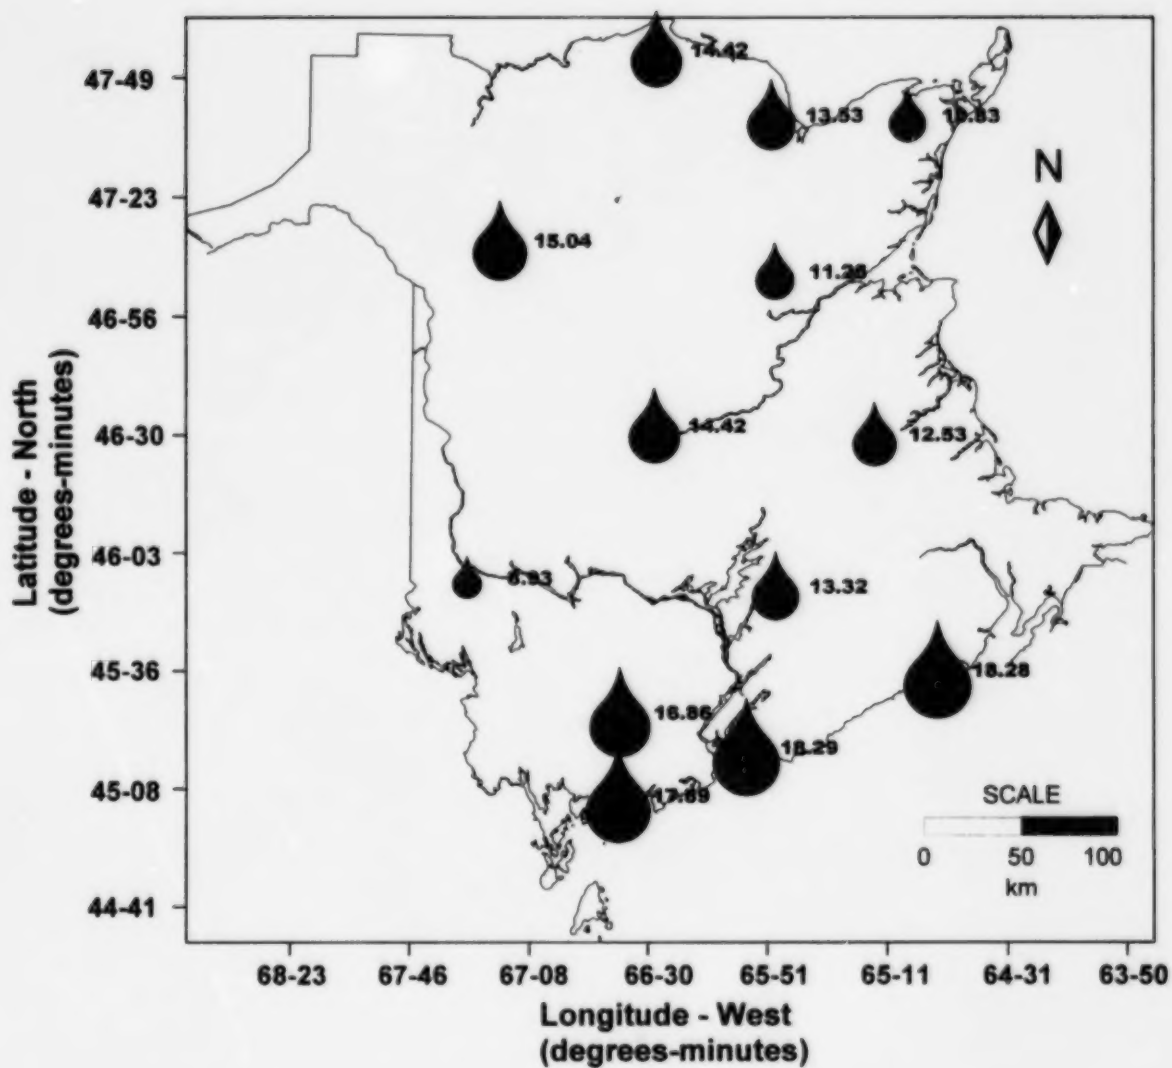 14.42
47-49
13.53
N
47-23
15.04
11.25
46-56
14.42
46-30
12.53
Latitude - North
(degrees-minutes)
46-03
13.32
45-36
18.28
16.86
18.29
45-08
17.69
SCALE
0 50 100
km
44-41
68-23 67-46 67-08 66-30 65-51 65-11 64-31 63-50
Longitude - West
(degrees-minutes)